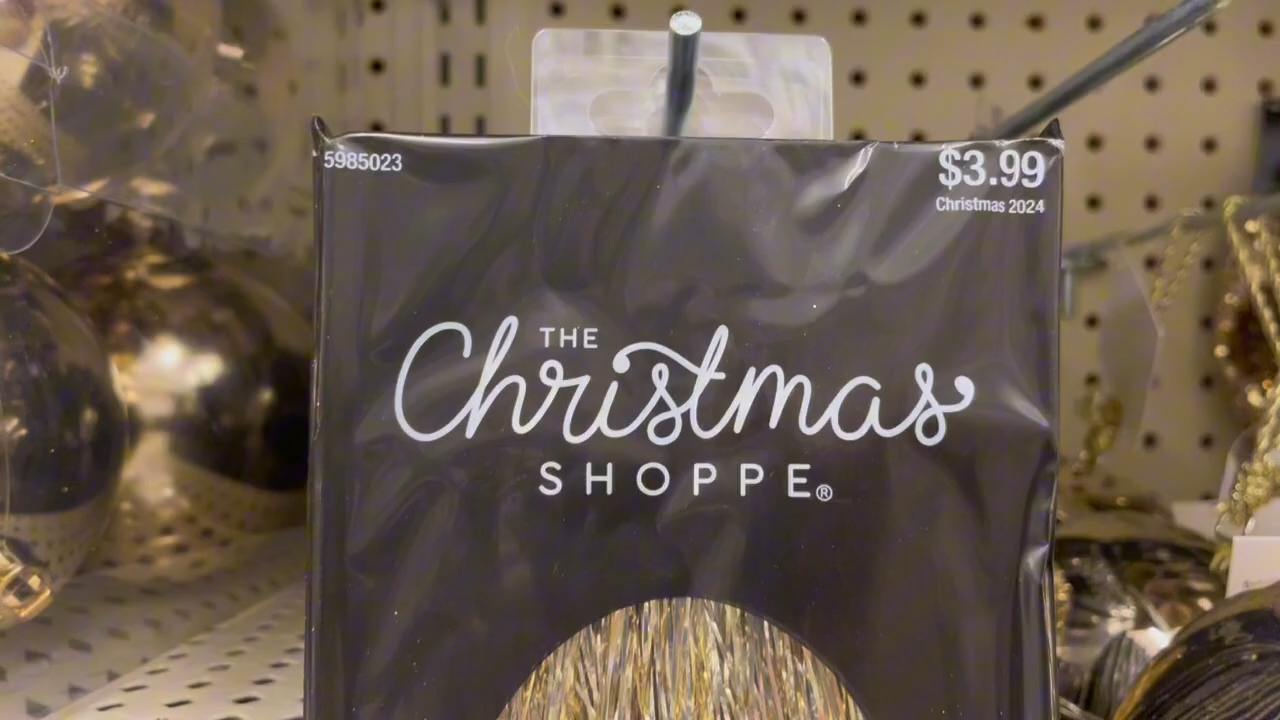 5985023
$3.99
Christmas 2024
THE
Christmas
SHOPPE®